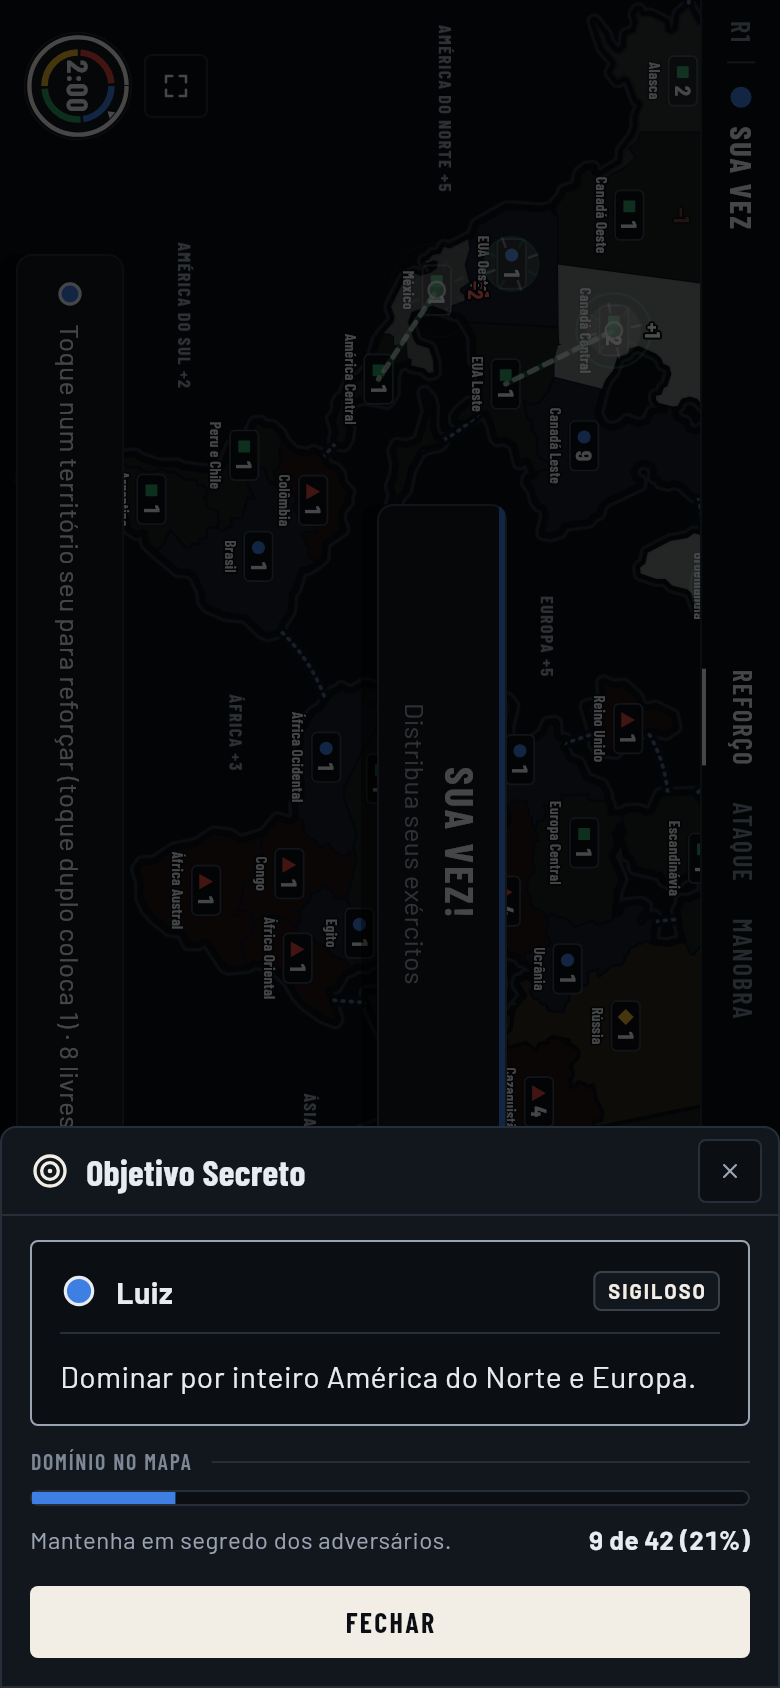 R1
SUA VEZ
REFORÇO
ATAQUE
MANOBRA
2:00
AMÉRICA DO NORTE +5
AMÉRICA DO SUL +2
EUROPA +5
ÁFRICA +3
ÁSIA
Alasca
2
Canadá Oeste
1
-1
Canadá Central
2
+1
EUA Oeste
1
-2
México
América Central
1
EUA Leste
1
Canadá Leste
9
Peru e Chile
1
Colômbia
1
Brasil
1
1
Reino Unido
1
1
Europa Central
1
Escandinávia
África Ocidental
1
Congo
1
África Austral
1
África Oriental
1
Egito
1
Ucrânia
1
Rússia
1
4
SUA VEZ!
Distribua seus exércitos
Toque num território seu para reforçar (toque duplo coloca 1) · 8 livres
Objetivo Secreto
Luiz
SIGILOSO
Dominar por inteiro América do Norte e Europa.
DOMÍNIO NO MAPA
Mantenha em segredo dos adversários.
9 de 42 (21%)
FECHAR